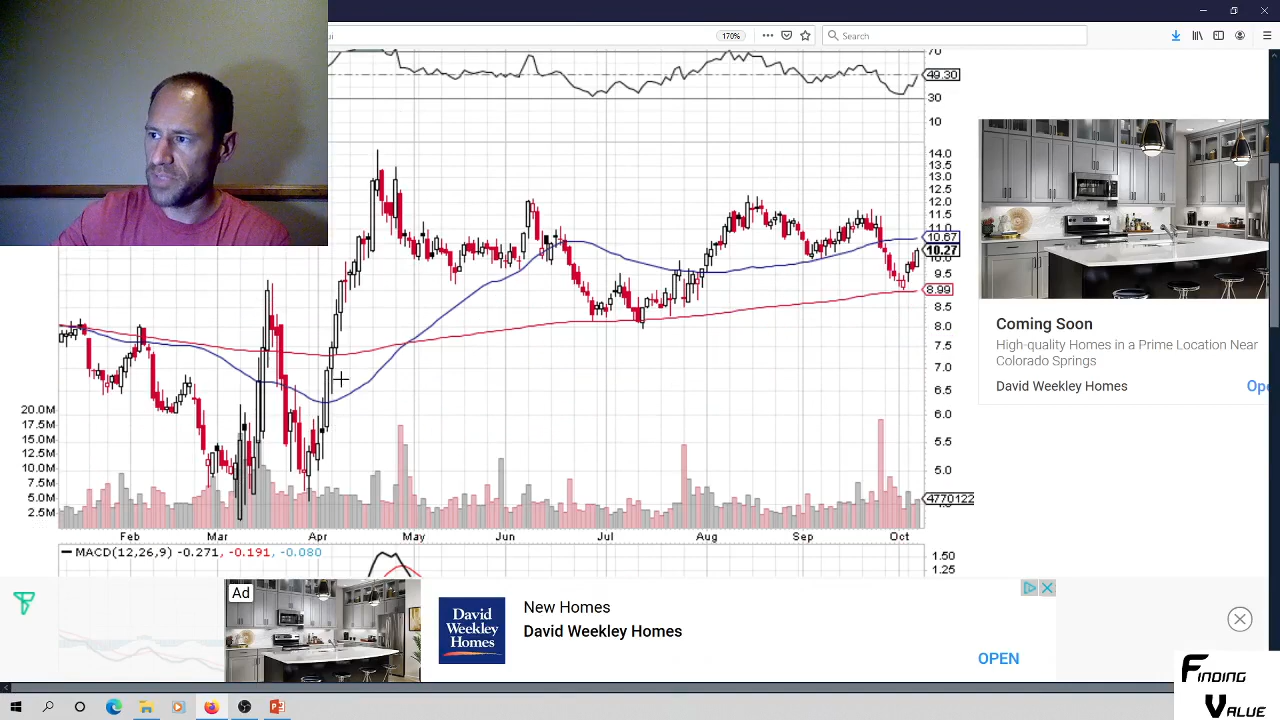 170%
Search
70
49.30
30
10
14.0
13.5
13.0
12.5
12.0
11.5
11.0
10.67
10.27
10.0
9.5
8.99
8.5
8.0
7.5
7.0
6.5
6.0
5.5
5.0
20.0M
17.5M
15.0M
12.5M
10.0M
7.5M
5.0M
2.5M
4770122
Feb Mar Apr May Jun Jul Aug Sep Oct
MACD(12,26,9) -0.271, -0.191, -0.080
1.50
1.25
Coming Soon
High-quality Homes in a Prime Location Near
Colorado Springs
David Weekley Homes
Ad
David
Weekley
Homes
New Homes
David Weekley Homes
OPEN
Finding
Value